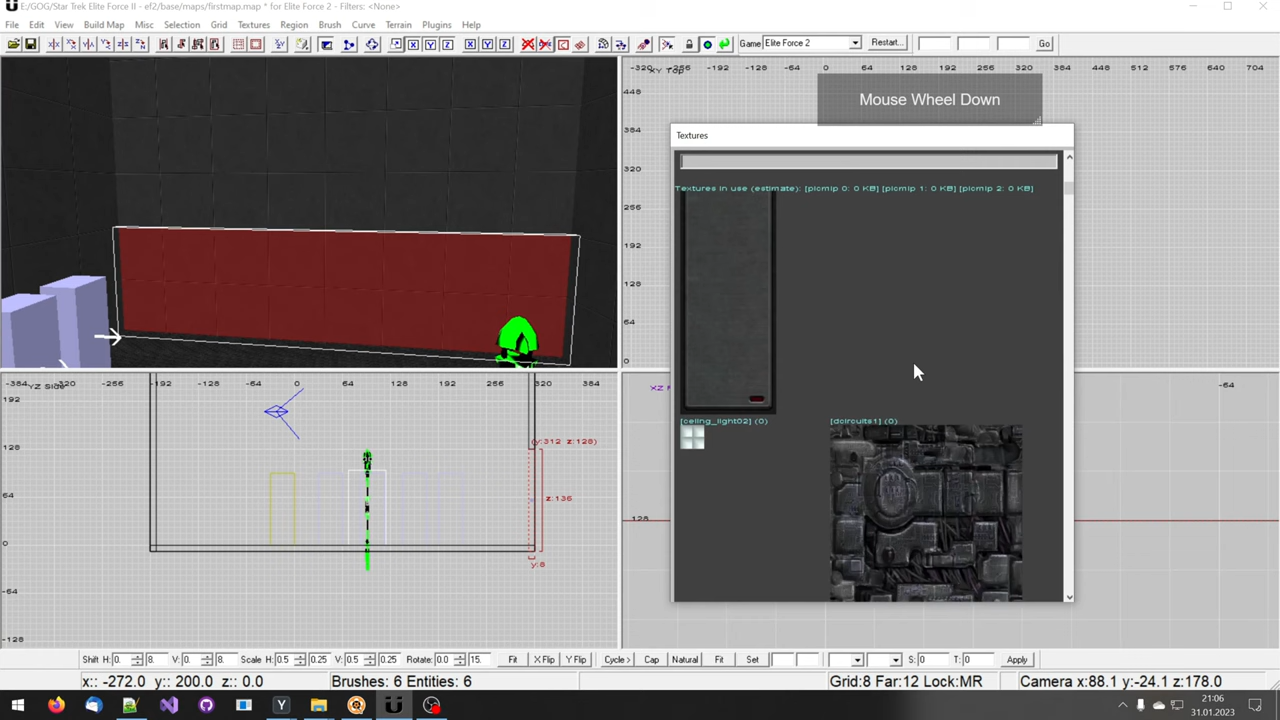 E:/GOG/Star Trek Elite Force II - ef2/base/maps/firstmap.map * for Elite Force 2 - Filters: <None>
File Edit View Build Map Misc Selection Grid Textures Region Brush Curve Terrain Plugins Help
X Y Z X Y Z Game Elite Force 2 Restart... Go
Mouse Wheel Down
-320 -256 -192 -128 -64 0 64 128 192 256 320 384 512 576 640 704
XY Top
448
384
320
256
192
128
64
0
Textures
Textures in use (estimate): [picmip 0: 0 KB] [picmip 1: 0 KB] [picmip 2: 0 KB]
[ceiling_light02] (0) [dcircuits1] (0)
-384 -320 -256 -192 -128 -64 0 64 128 192 256 320 384
YZ Side
192
128
64
0
-64
-128
(y:312 z:128)
z:136
y:8
-64
128
Shift H: 0. 8. V: 0. 8. Scale H: 0.5 0.25 V: 0.5 0.25 Rotate: 0.0 15. Fit X Flip Y Flip Cycle> Cap Natural Fit Set S: 0 T: 0 Apply
x:: -272.0 y:: 200.0 z:: 0.0 Brushes: 6 Entities: 6 Grid:8 Far:12 Lock:MR Camera x:88.1 y:-24.1 z:178.0
21:06
31.01.2023